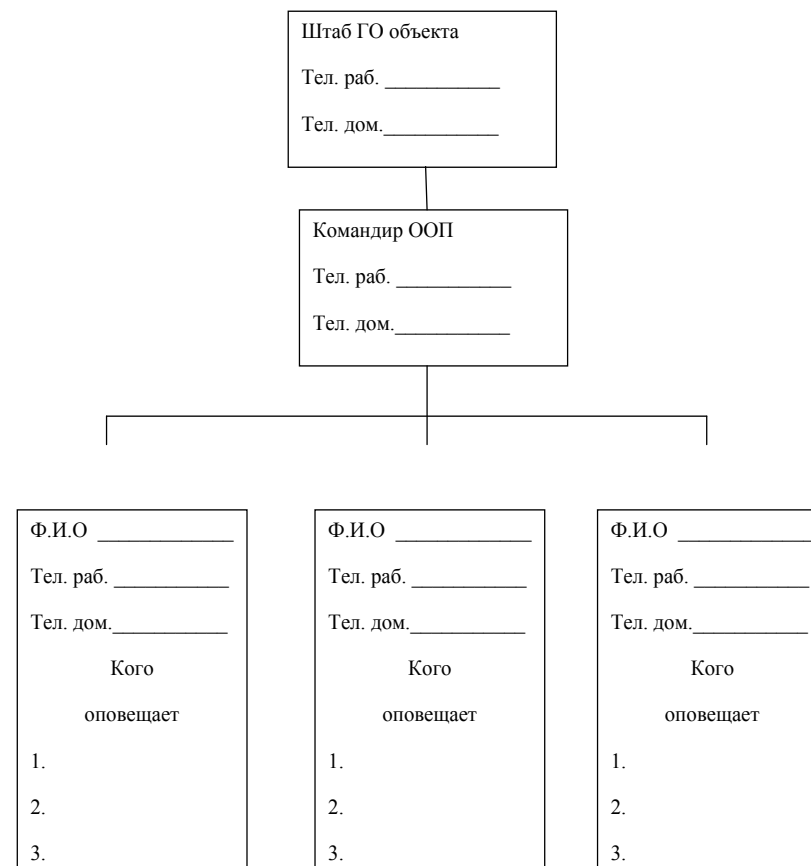 Штаб ГО объекта
Тел. раб. ___________
Тел. дом.___________
Командир ООП
Тел. раб. ___________
Тел. дом.___________
Ф.И.О _____________
Тел. раб. ___________
Тел. дом.___________
Кого
оповещает
1.
2.
3.
Ф.И.О _____________
Тел. раб. ___________
Тел. дом.___________
Кого
оповещает
1.
2.
3.
Ф.И.О _____________
Тел. раб. ___________
Тел. дом.___________
Кого
оповещает
1.
2.
3.